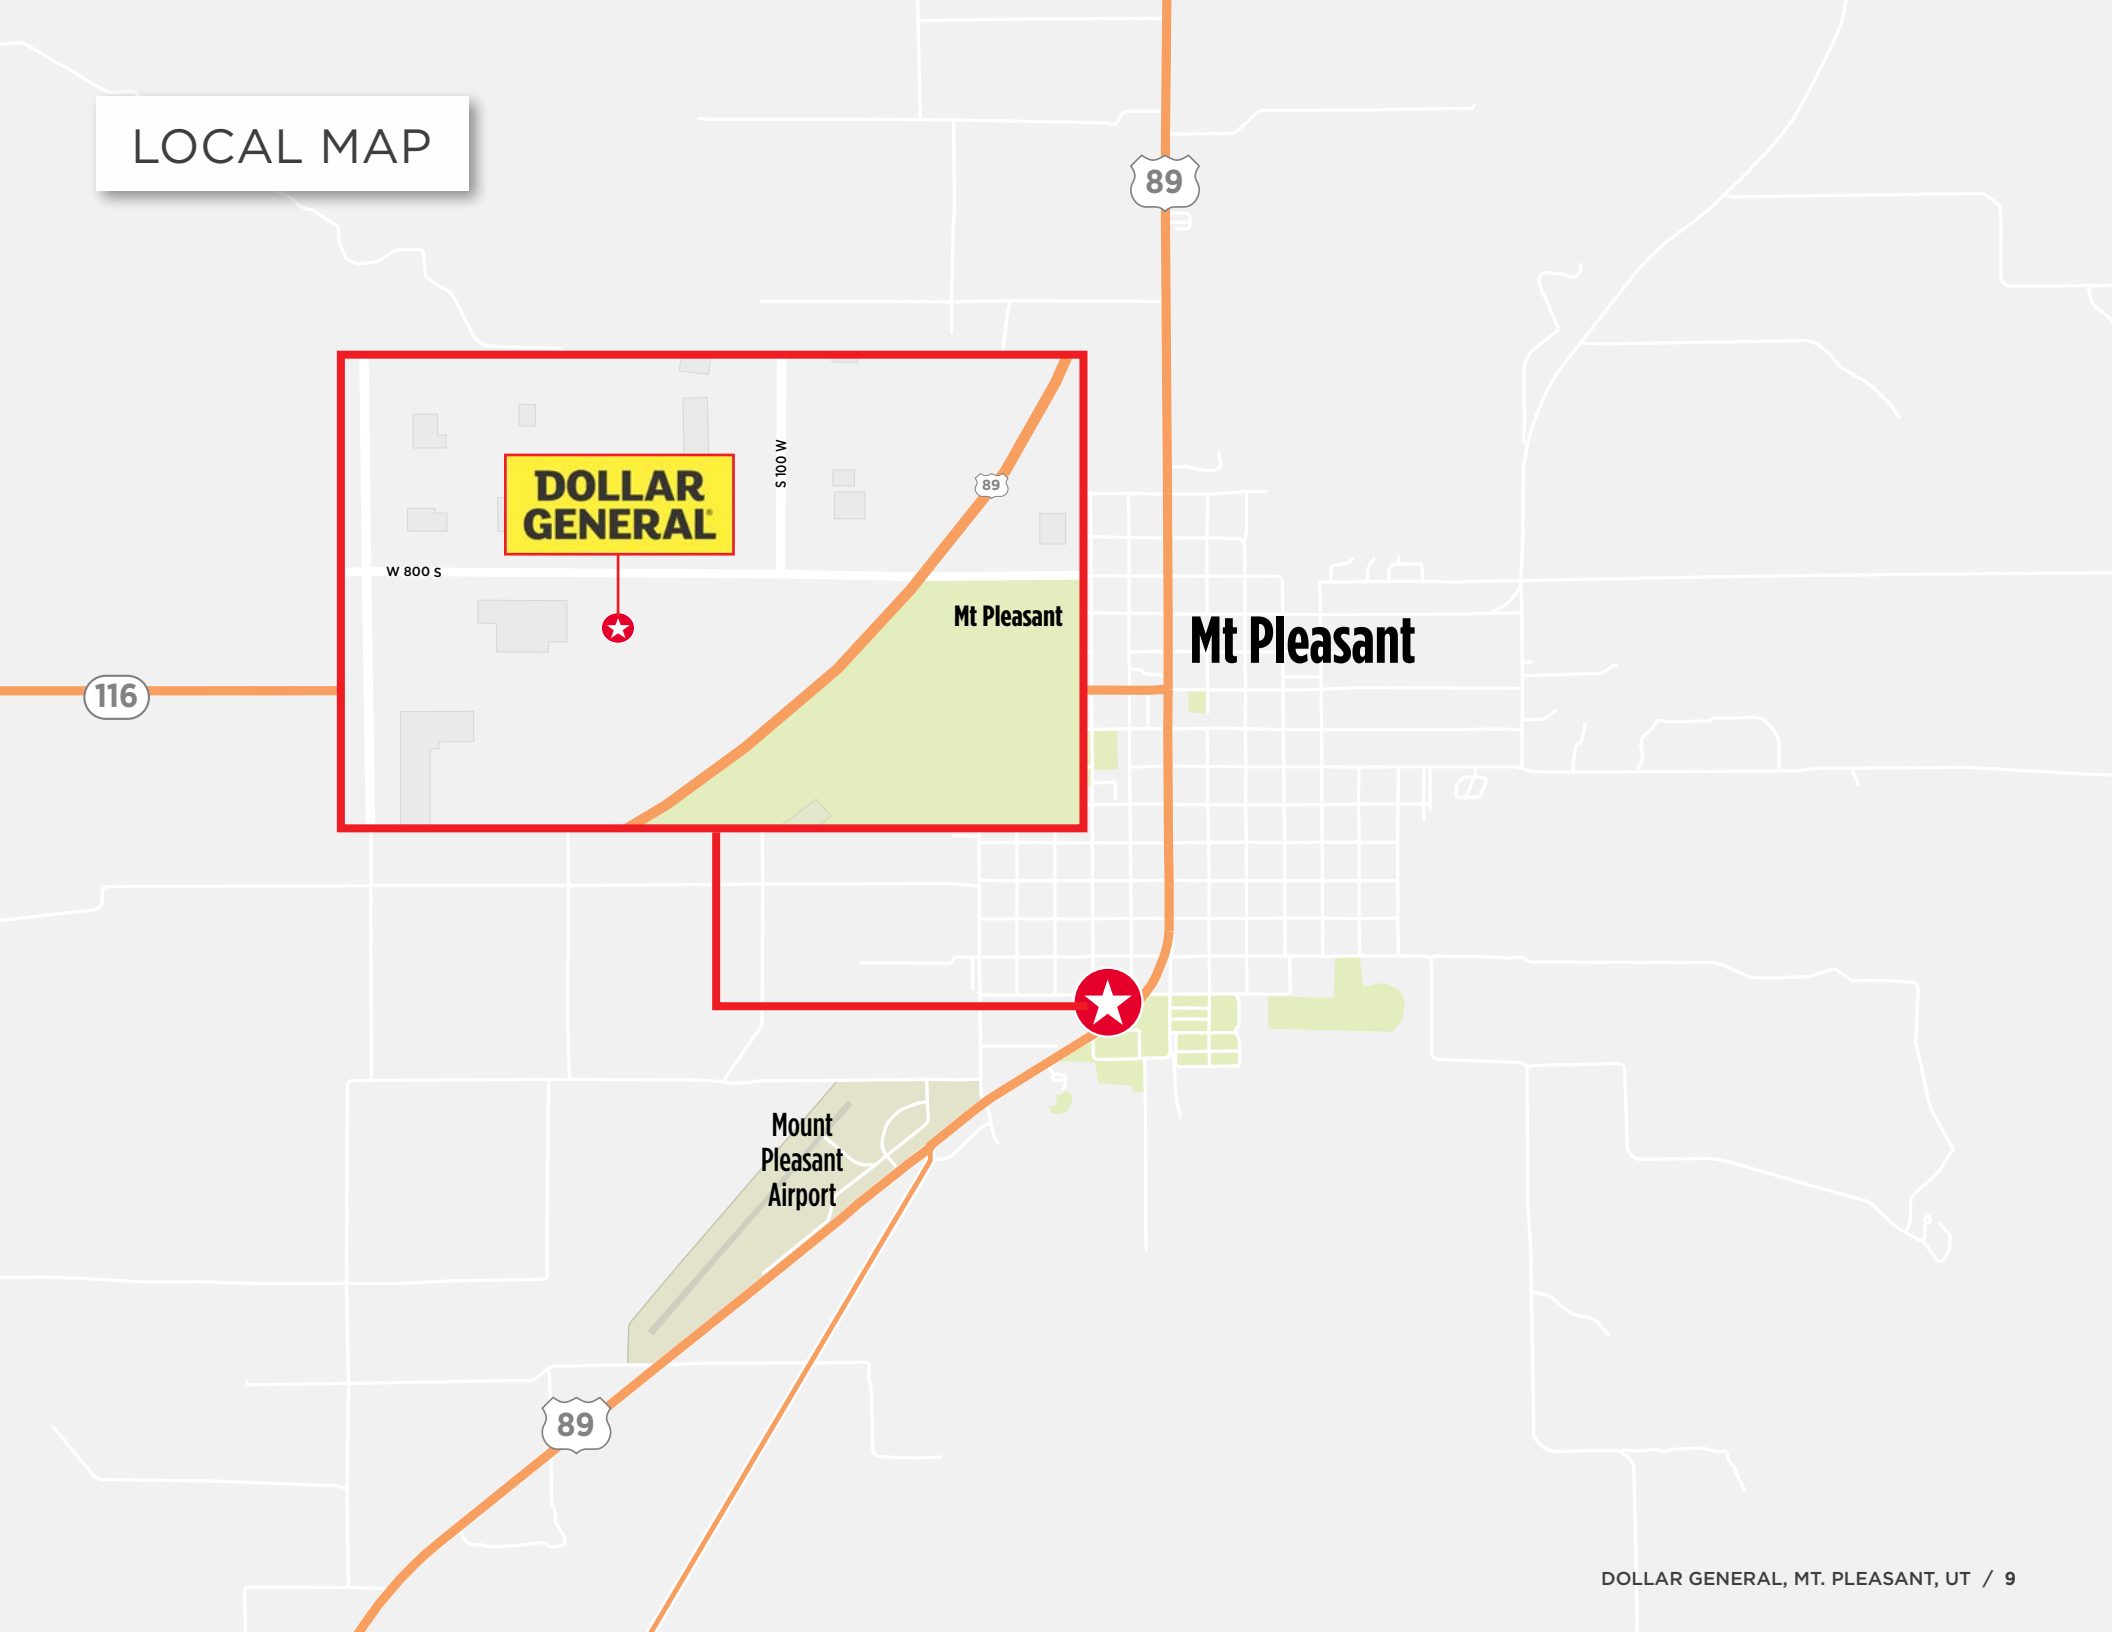 LOCAL MAP
89
DOLLAR
GENERAL
S 100 W
89
W 800 S
Mt Pleasant
Mt Pleasant
116
Mount
Pleasant
Airport
89
DOLLAR GENERAL, MT. PLEASANT, UT / 9